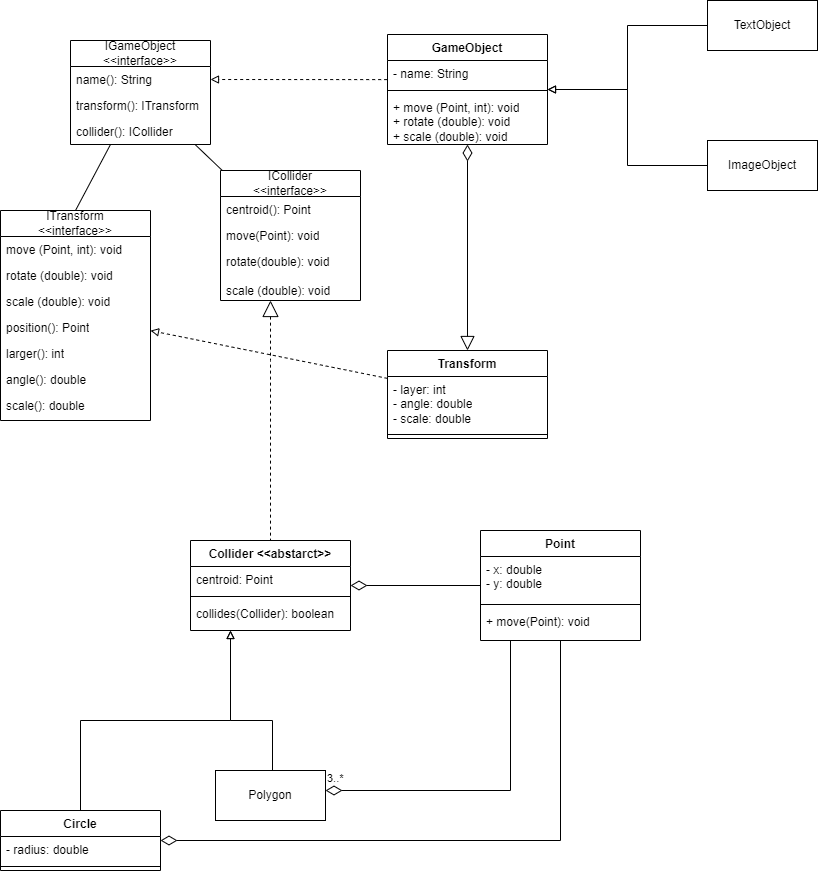 TextObject
IGameObject
<<interface>>
name(): String
transform(): ITransform
collider(): ICollider
GameObject
- name: String
+ move (Point, int): void
+ rotate (double): void
+ scale (double): void
ImageObject
ICollider
<<interface>>
centroid(): Point
move(Point): void
rotate(double): void
scale (double): void
ITransform
<<interface>>
move (Point, int): void
rotate (double): void
scale (double): void
position(): Point
larger(): int
angle(): double
scale(): double
Transform
- layer: int
- angle: double
- scale: double
Collider <<abstarct>>
centroid: Point
collides(Collider): boolean
Point
- x: double
- y: double
+ move(Point): void
Polygon
3..*
Circle
- radius: double